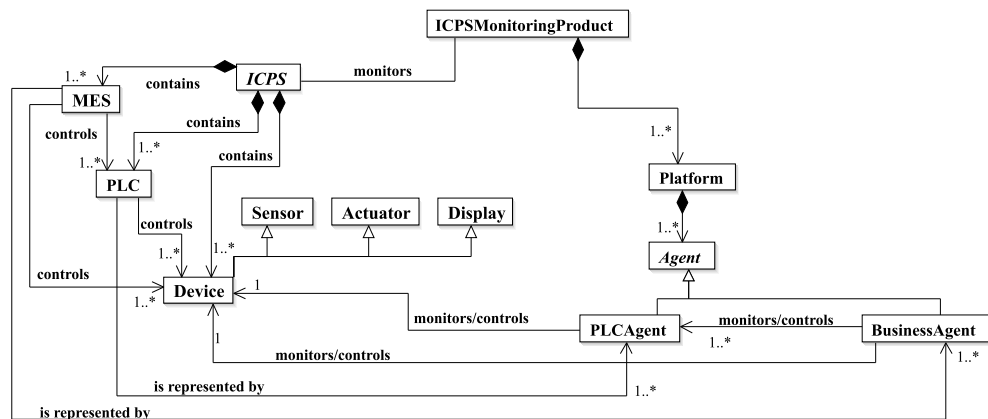 ICPSMonitoringProduct
1..*
contains
ICPS
monitors
MES
contains
1..*
controls
1..*
contains
1..*
1..*
PLC
Platform
Sensor
Actuator
Display
controls
1..*
1..*
1..*
Agent
controls
1..*
Device
1
monitors/controls
PLCAgent
monitors/controls
1..*
BusinessAgent
1
monitors/controls
1..*
is represented by
1..*
is represented by